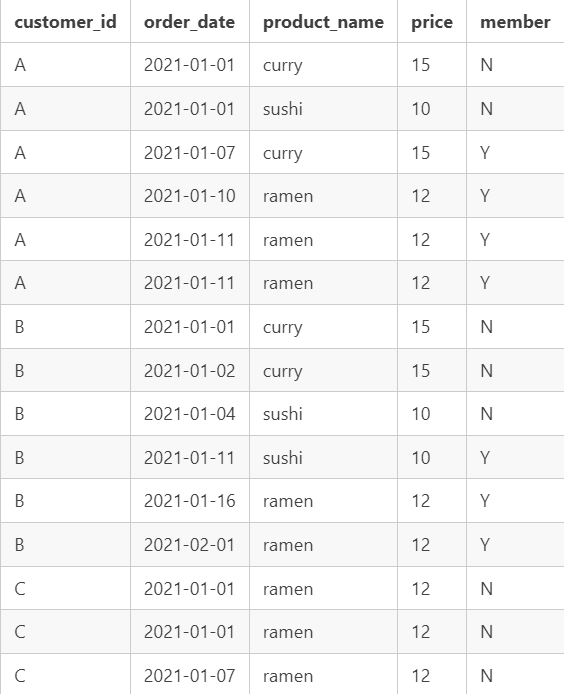 customer_id order_date product_name price member
A 2021-01-01 curry 15 N
A 2021-01-01 sushi 10 N
A 2021-01-07 curry 15 Y
A 2021-01-10 ramen 12 Y
A 2021-01-11 ramen 12 Y
A 2021-01-11 ramen 12 Y
B 2021-01-01 curry 15 N
B 2021-01-02 curry 15 N
B 2021-01-04 sushi 10 N
B 2021-01-11 sushi 10 Y
B 2021-01-16 ramen 12 Y
B 2021-02-01 ramen 12 Y
C 2021-01-01 ramen 12 N
C 2021-01-01 ramen 12 N
C 2021-01-07 ramen 12 N